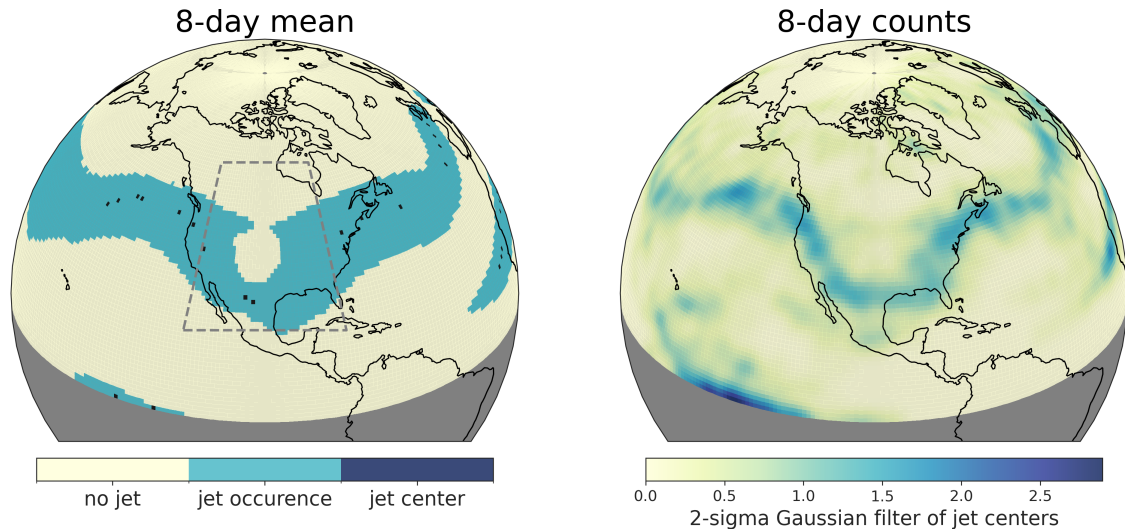 8-day mean
8-day counts
no jet
jet occurence
jet center
0.0
0.5
1.0
1.5
2.0
2.5
2-sigma Gaussian filter of jet centers